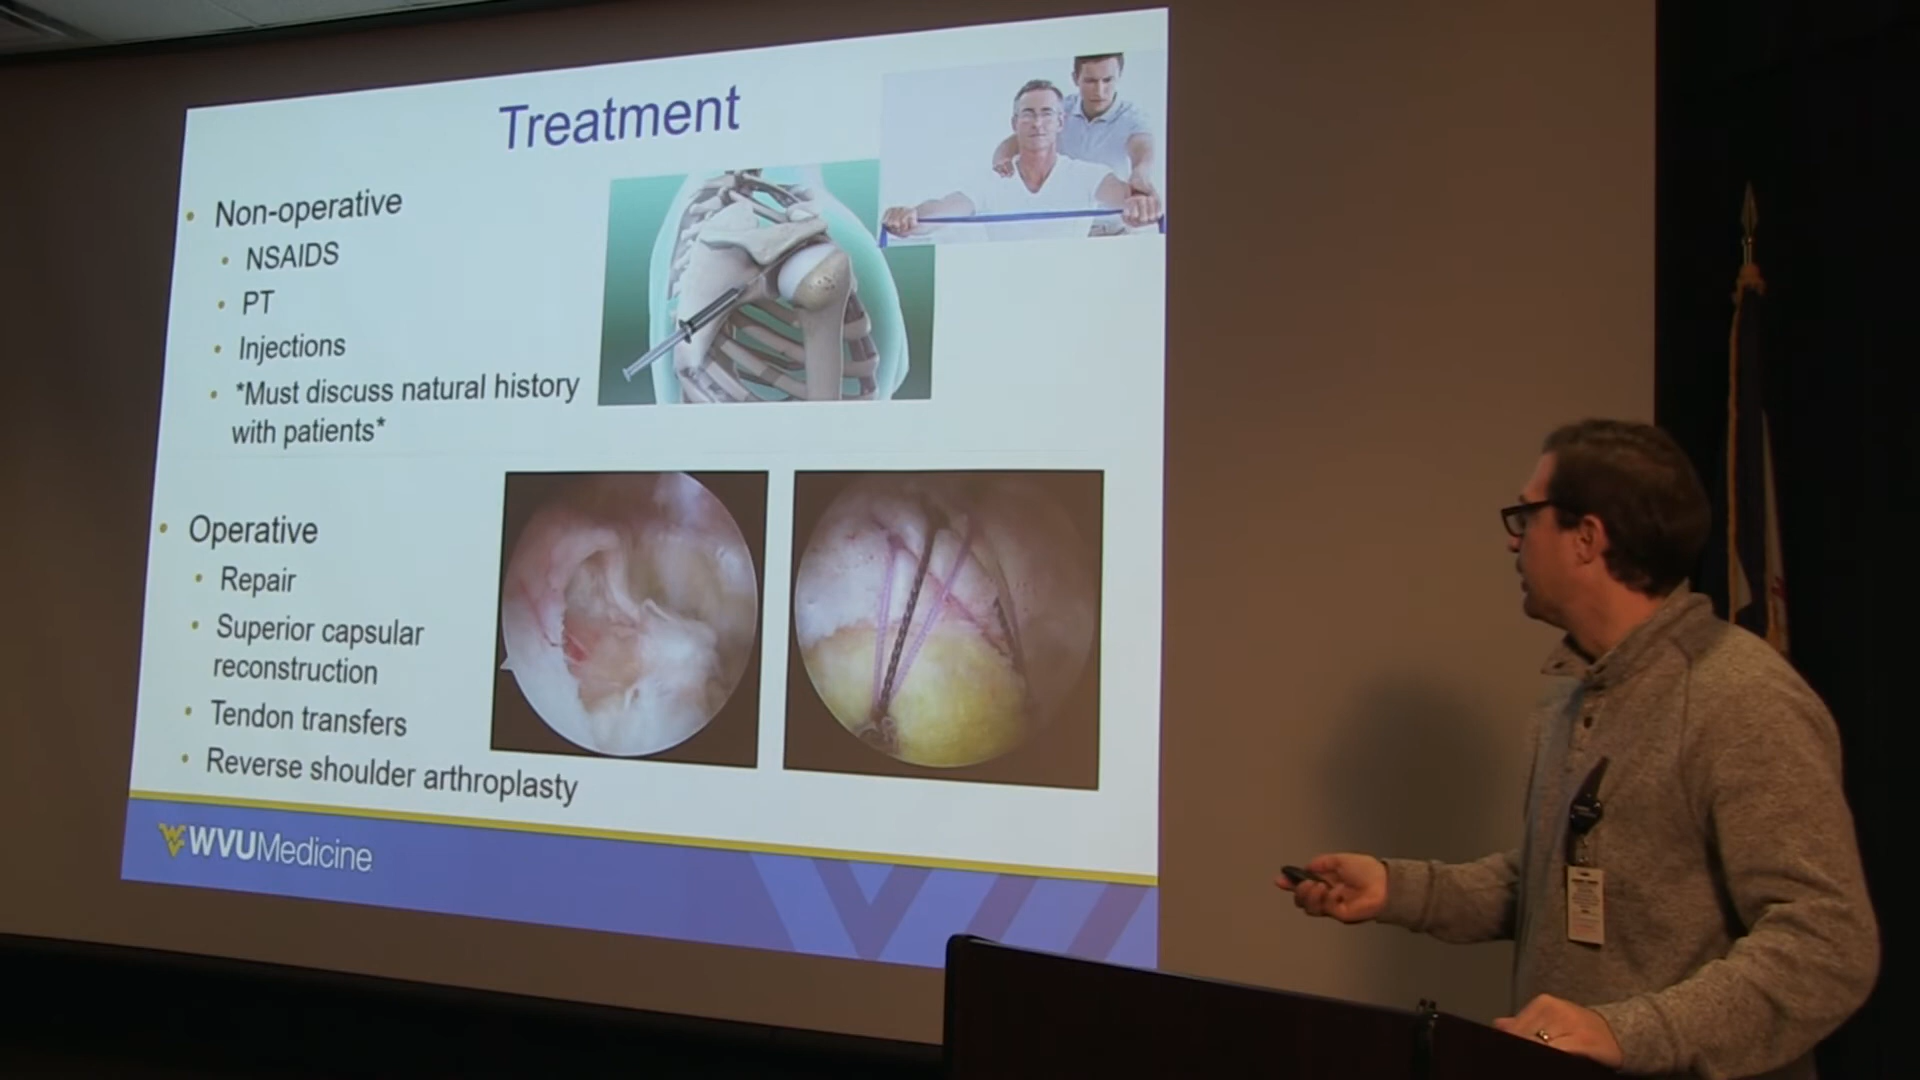 Treatment
Non-operative
NSAIDS
PT
Injections
*Must discuss natural history
with patients*
Operative
Repair
Superior capsular
reconstruction
Tendon transfers
Reverse shoulder arthroplasty
WVUMedicine